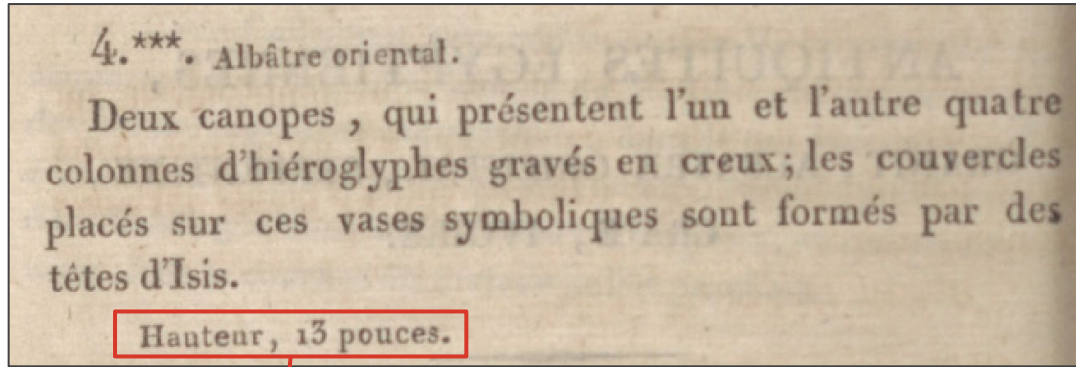 4.***. Albâtre oriental.
Deux canopes, qui présentent l'un et l'autre quatre
colonnes d'hiéroglyphes gravés en creux; les couvercles
placés sur ces vases symboliques sont formés par des
têtes d'Isis.
Hauteur, 13 pouces.